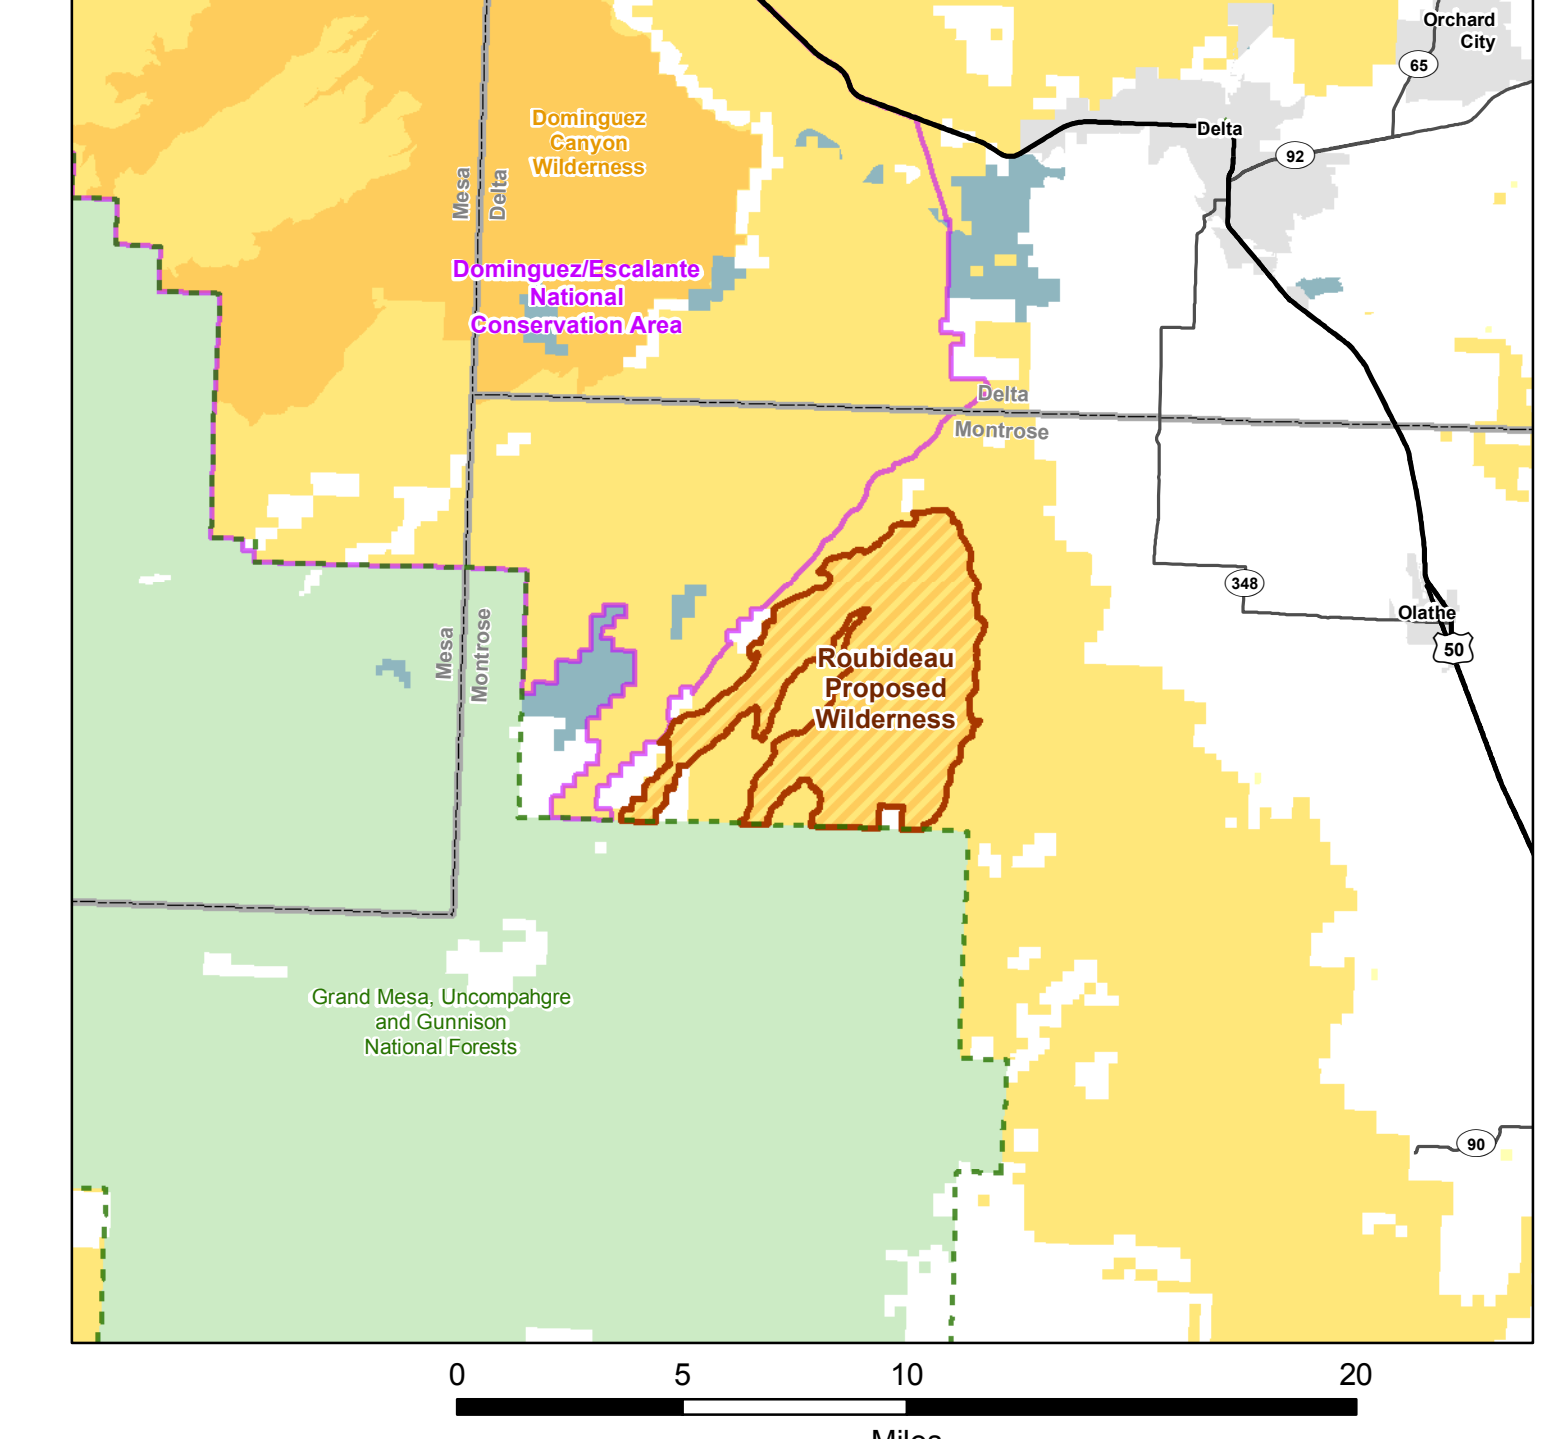 Orchard
City
65
Delta
92
Dominguez
Canyon
Wilderness
Mesa
Delta
Dominguez/Escalante
National
Conservation Area
Delta
Montrose
348
Olathe
50
Mesa
Montrose
Roubideau
Proposed
Wilderness
Grand Mesa, Uncompahgre
and Gunnison
National Forests
90
0 5 10 20
Miles